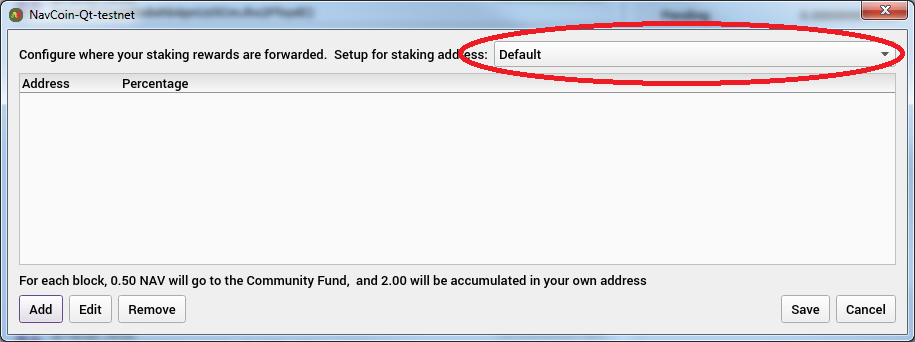 NavCoin-Qt-testnet
Configure where your staking rewards are forwarded. Setup for staking address: Default
Address Percentage
For each block, 0.50 NAV will go to the Community Fund, and 2.00 will be accumulated in your own address
Add Edit Remove Save Cancel